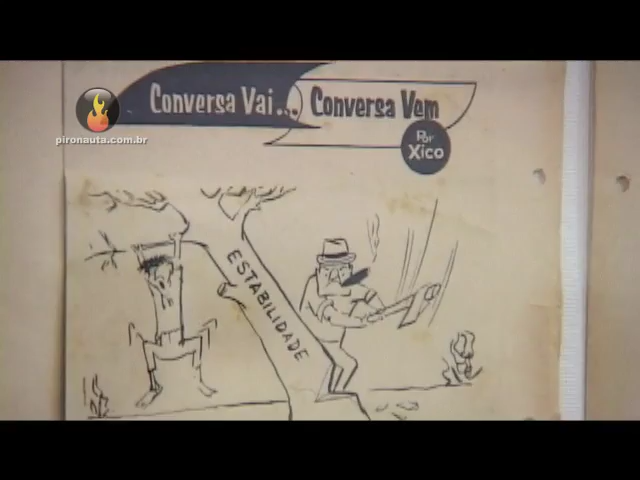 Conversa Vai... Conversa Vem
Por
Xico
pironauta.com.br
ESTABILIDADE